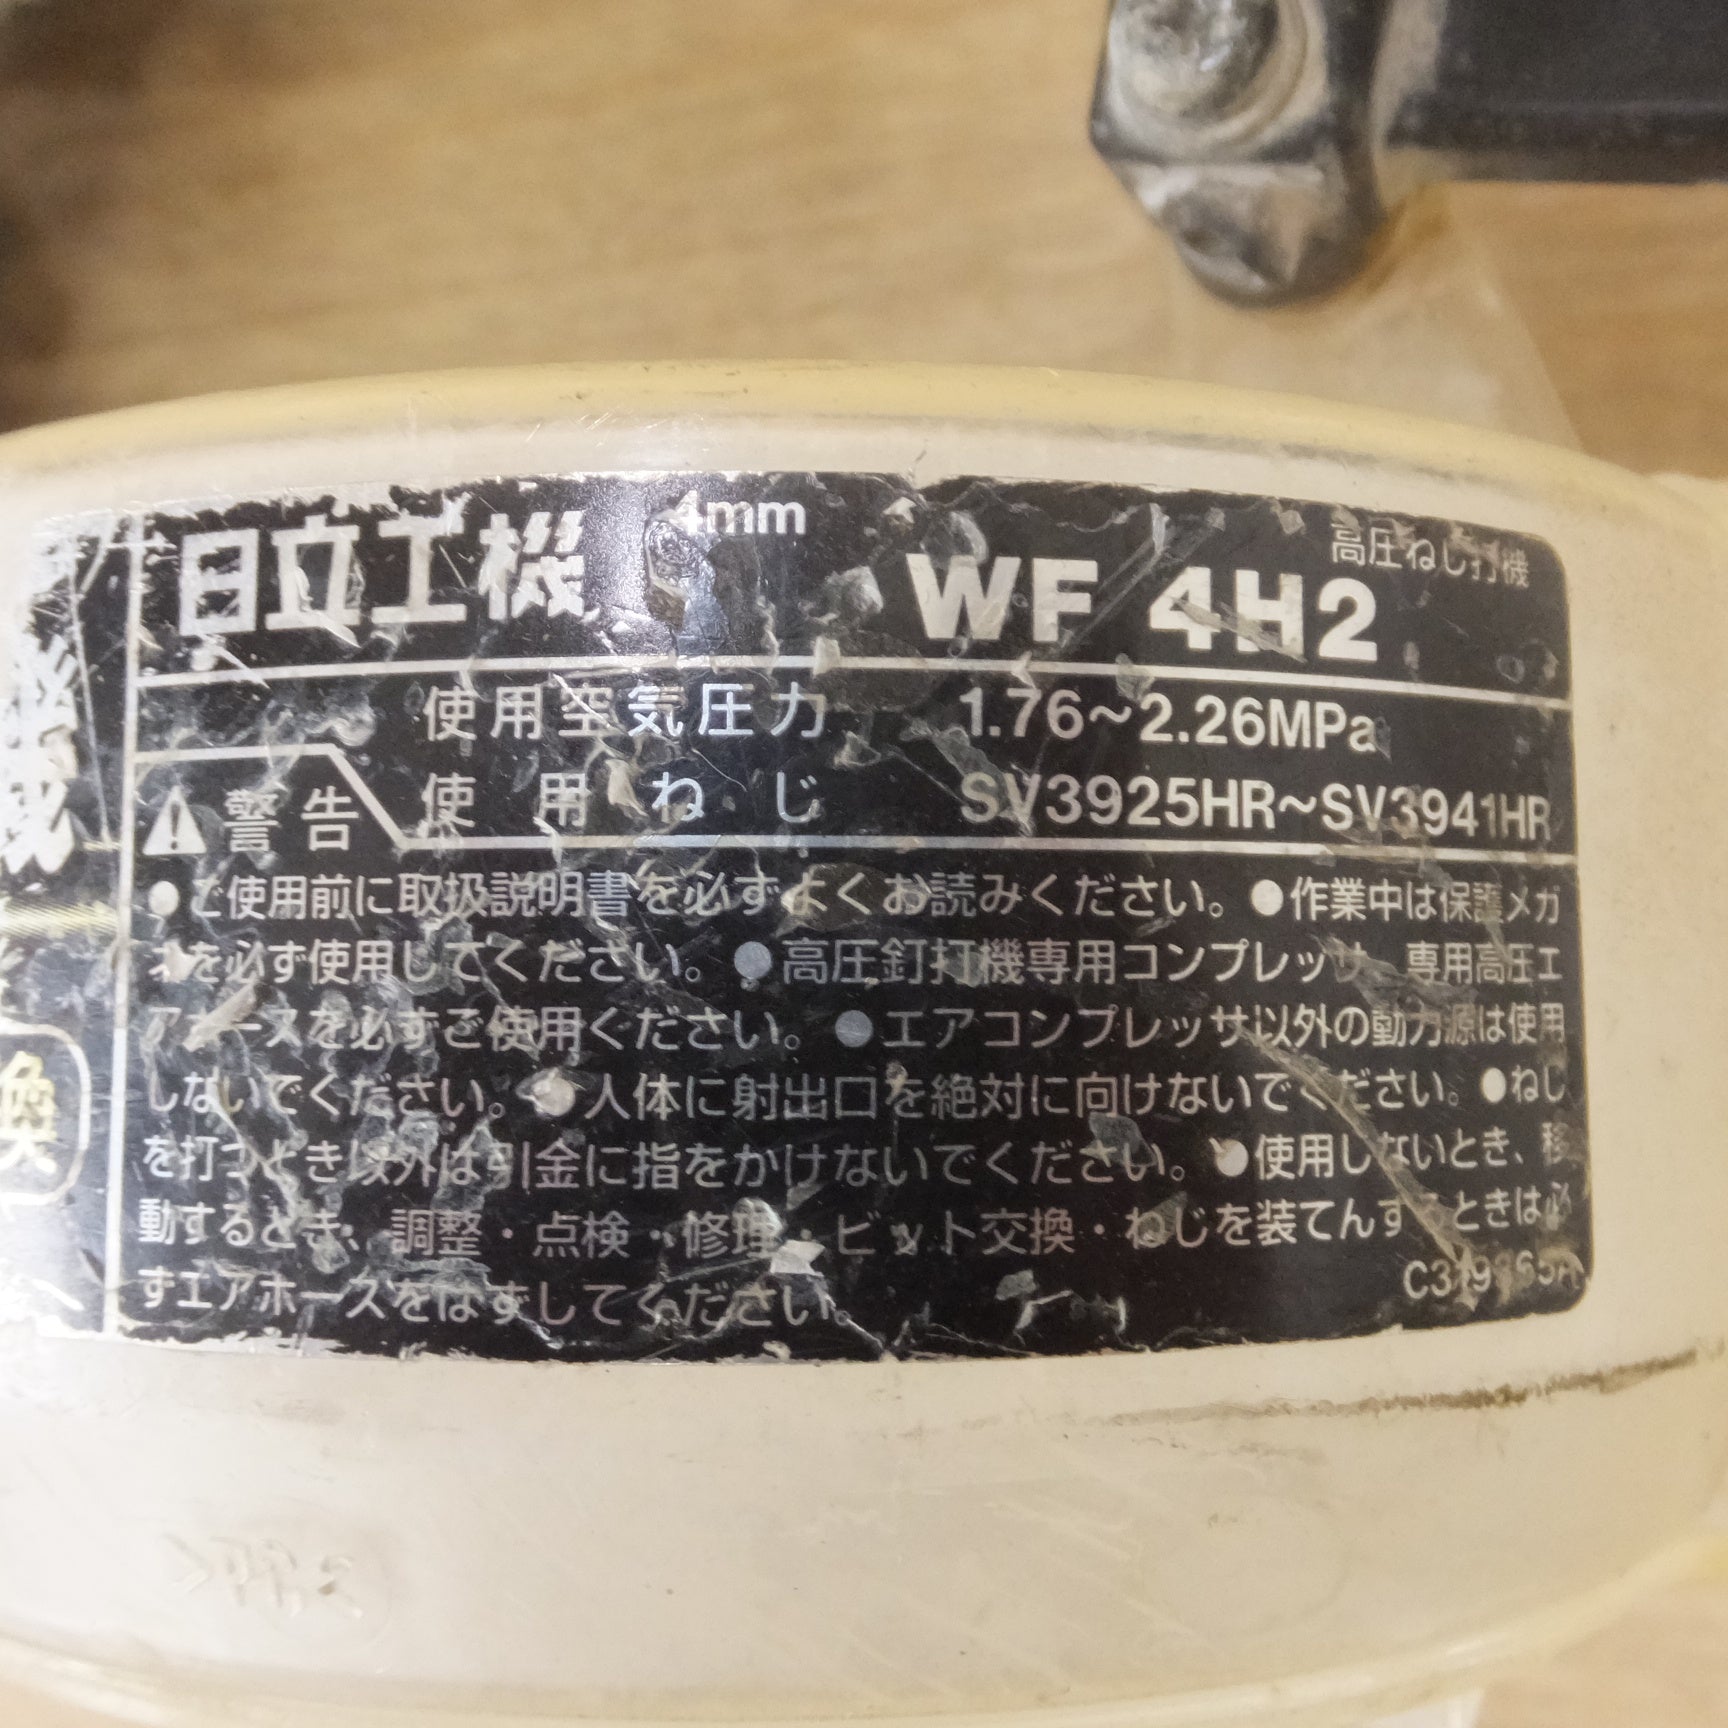 日立工機 4mm WF 4H2 高圧ねじ打機
使用空気圧力 1.76~2.26MPa
使用ねじ SV3925HR~SV3941HR
警告
●ご使用前に取扱説明書を必ずよくお読みください。●作業中は保護メガ
ネを必ず使用してください。●高圧釘打機専用コンプレッサ、専用高圧エ
アホースを必ずご使用ください。●エアコンプレッサ以外の動力源は使用
しないでください。●人体に射出口を絶対に向けないでください。●ねじ
を打つとき以外は引金に指をかけないでください。●使用しないとき、移
動するとき、調整・点検・修理・ビット交換・ねじを装てんするときは必
ずエアホースをはずしてください。
換